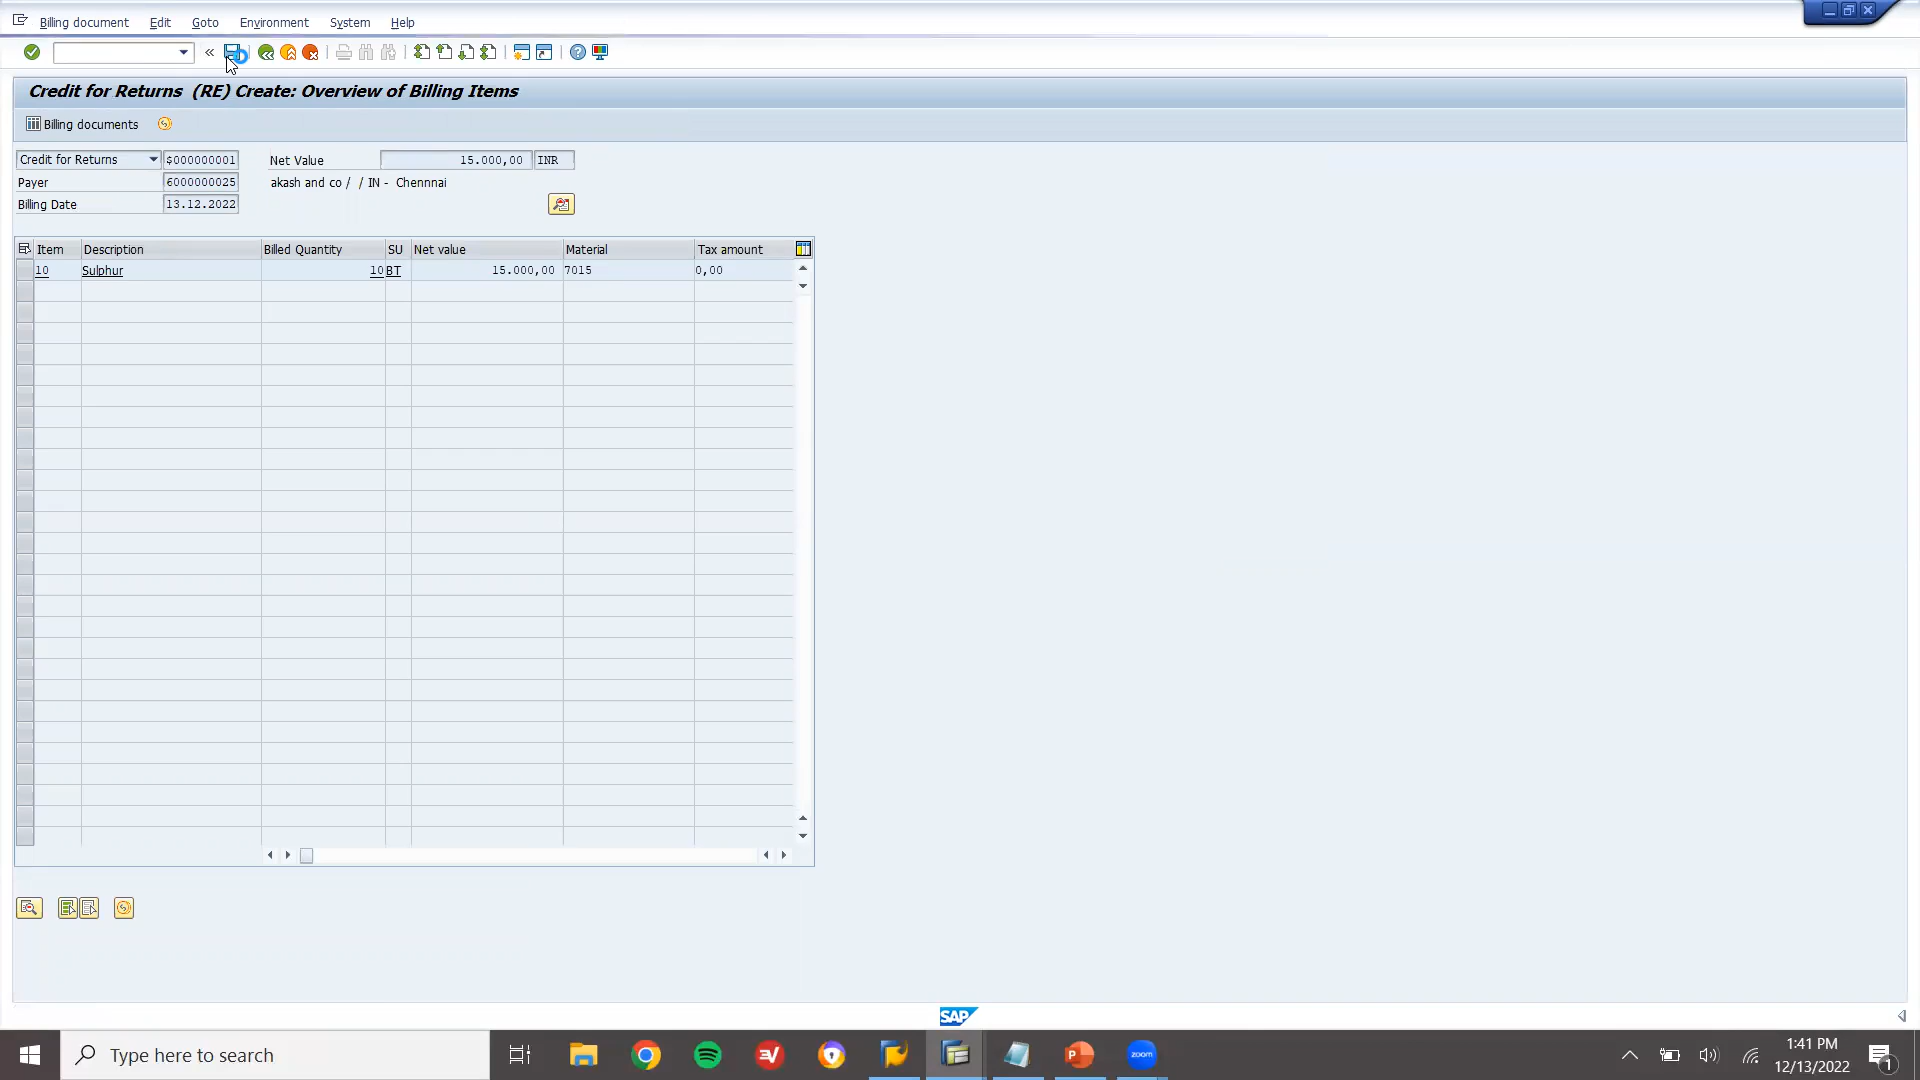 Billing document Edit Goto Environment System Help
Credit for Returns (RE) Create: Overview of Billing Items
Billing documents
Credit for Returns $000000001 Net Value 15.000,00 INR
Payer 6000000025 akash and co / / IN - Chennnai
Billing Date 13.12.2022
Item Description Billed Quantity SU Net value Material Tax amount
10 Sulphur 10 BT 15.000,00 7015 0,00
SAP
Type here to search
zoom
1:41 PM
12/13/2022
1